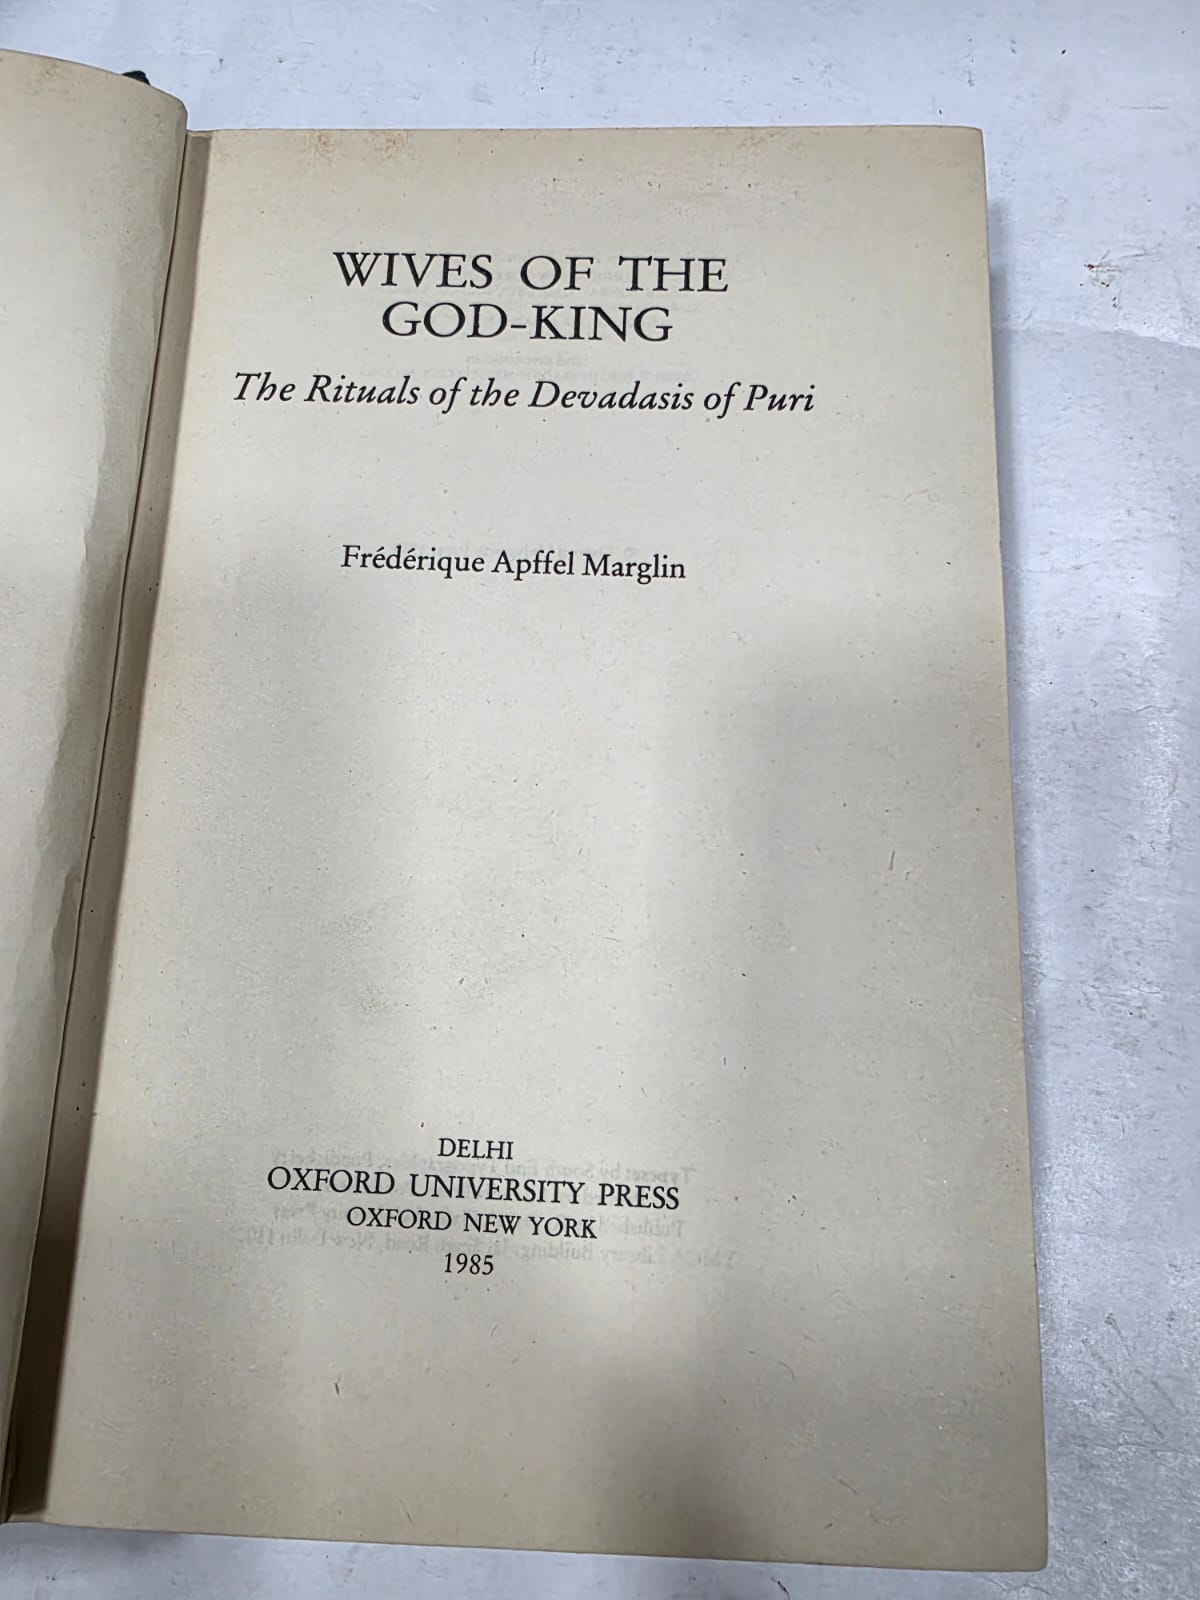 WIVES OF THE
GOD-KING
The Rituals of the Devadasis of Puri
Frédérique Apffel Marglin
DELHI
OXFORD UNIVERSITY PRESS
OXFORD NEW YORK
1985